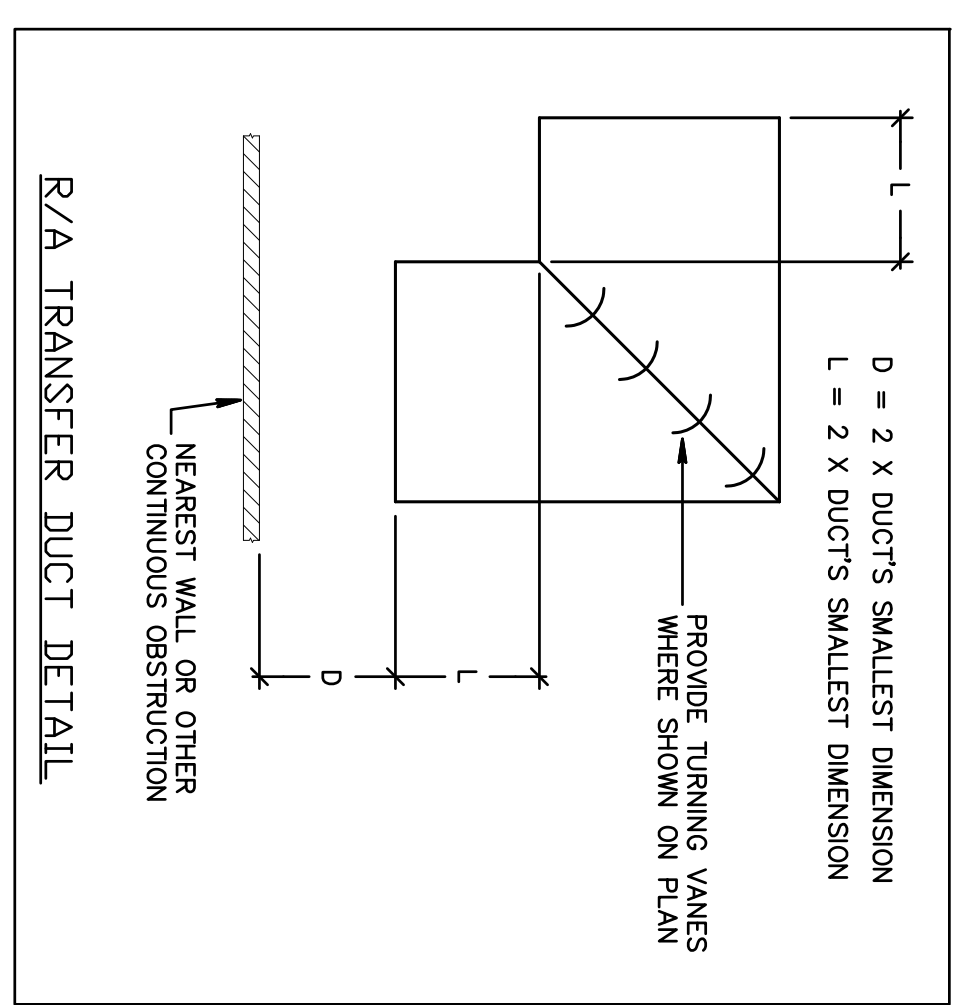 L
D = 2 X DUCT'S SMALLEST DIMENSION
L = 2 X DUCT'S SMALLEST DIMENSION
PROVIDE TURNING VANES
WHERE SHOWN ON PLAN
L
D
NEAREST WALL OR OTHER
CONTINUOUS OBSTRUCTION
R/A TRANSFER DUCT DETAIL